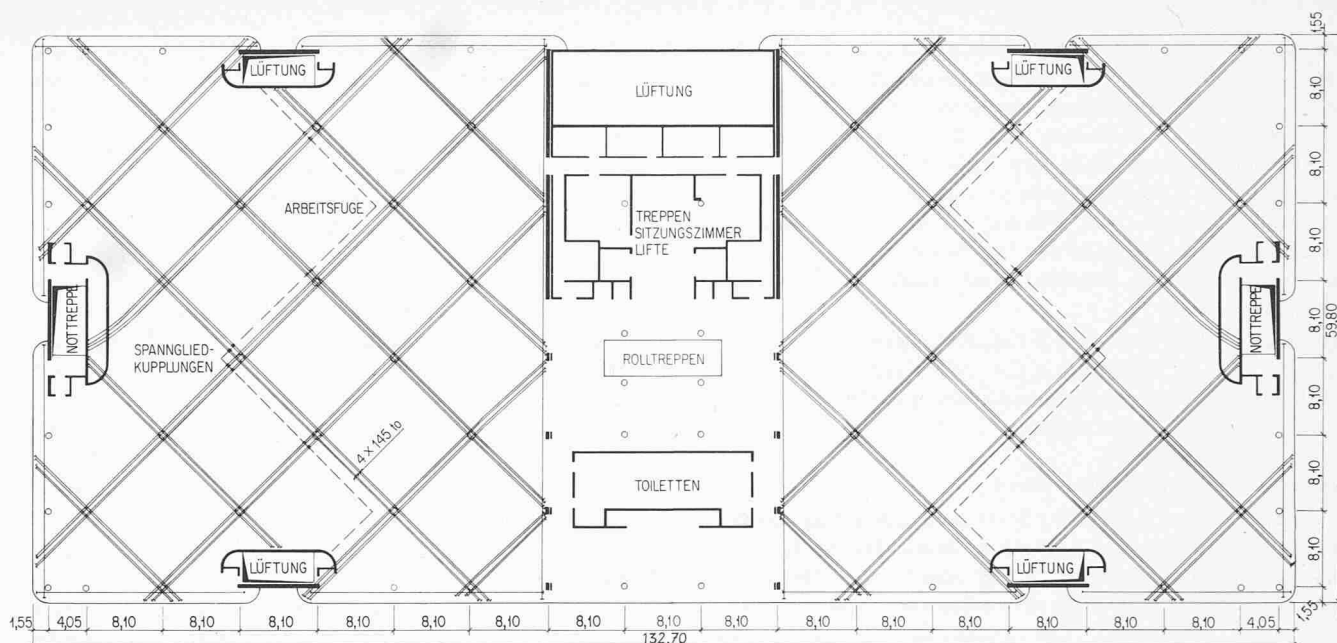 1,55
LÜFTUNG
LÜFTUNG
LÜFTUNG
8,10
8,10
ARBEITSFUGE
TREPPEN
SITZUNGSZIMMER
LIFTE
8,10
NOTTREPPE
NOTTREPPE
8,10
59,80
SPANNGLIED-
KUPPLUNGEN
ROLLTREPPEN
8,10
4 x 145 to
8,10
TOILETTEN
8,10
LÜFTUNG
LÜFTUNG
1,55
1,55 4,05 8,10 8,10 8,10 8,10 8,10 8,10 8,10 8,10 8,10 8,10 8,10 8,10 8,10 8,10 8,10 4,05
132.70